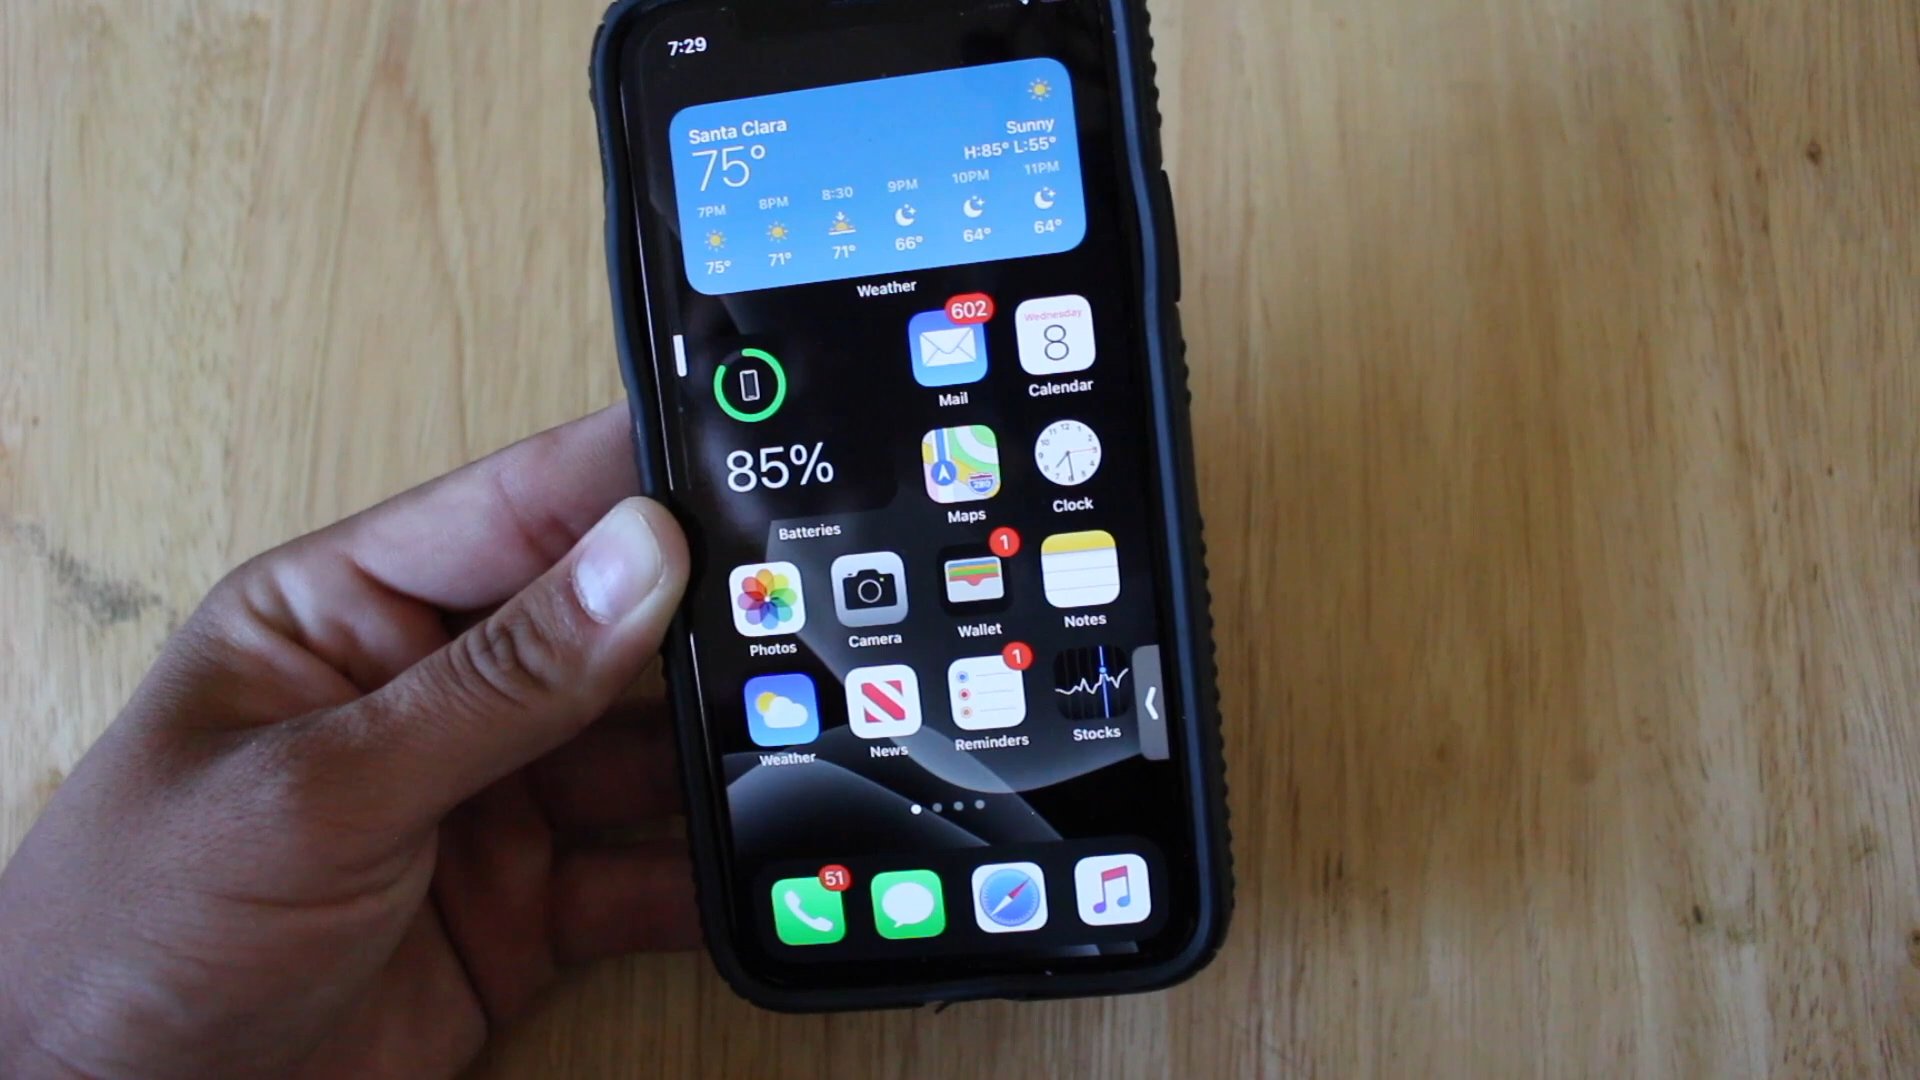 7:29
Santa Clara
75°
Sunny
H:85° L:55°
7PM 8PM 8:30 9PM 10PM 11PM
75° 71° 71° 66° 64° 64°
Weather
602
Wednesday
8
Mail
Calendar
85%
280
Maps
Clock
Batteries
1
Photos
Camera
Wallet
Notes
1
Weather
News
Reminders
Stocks
51